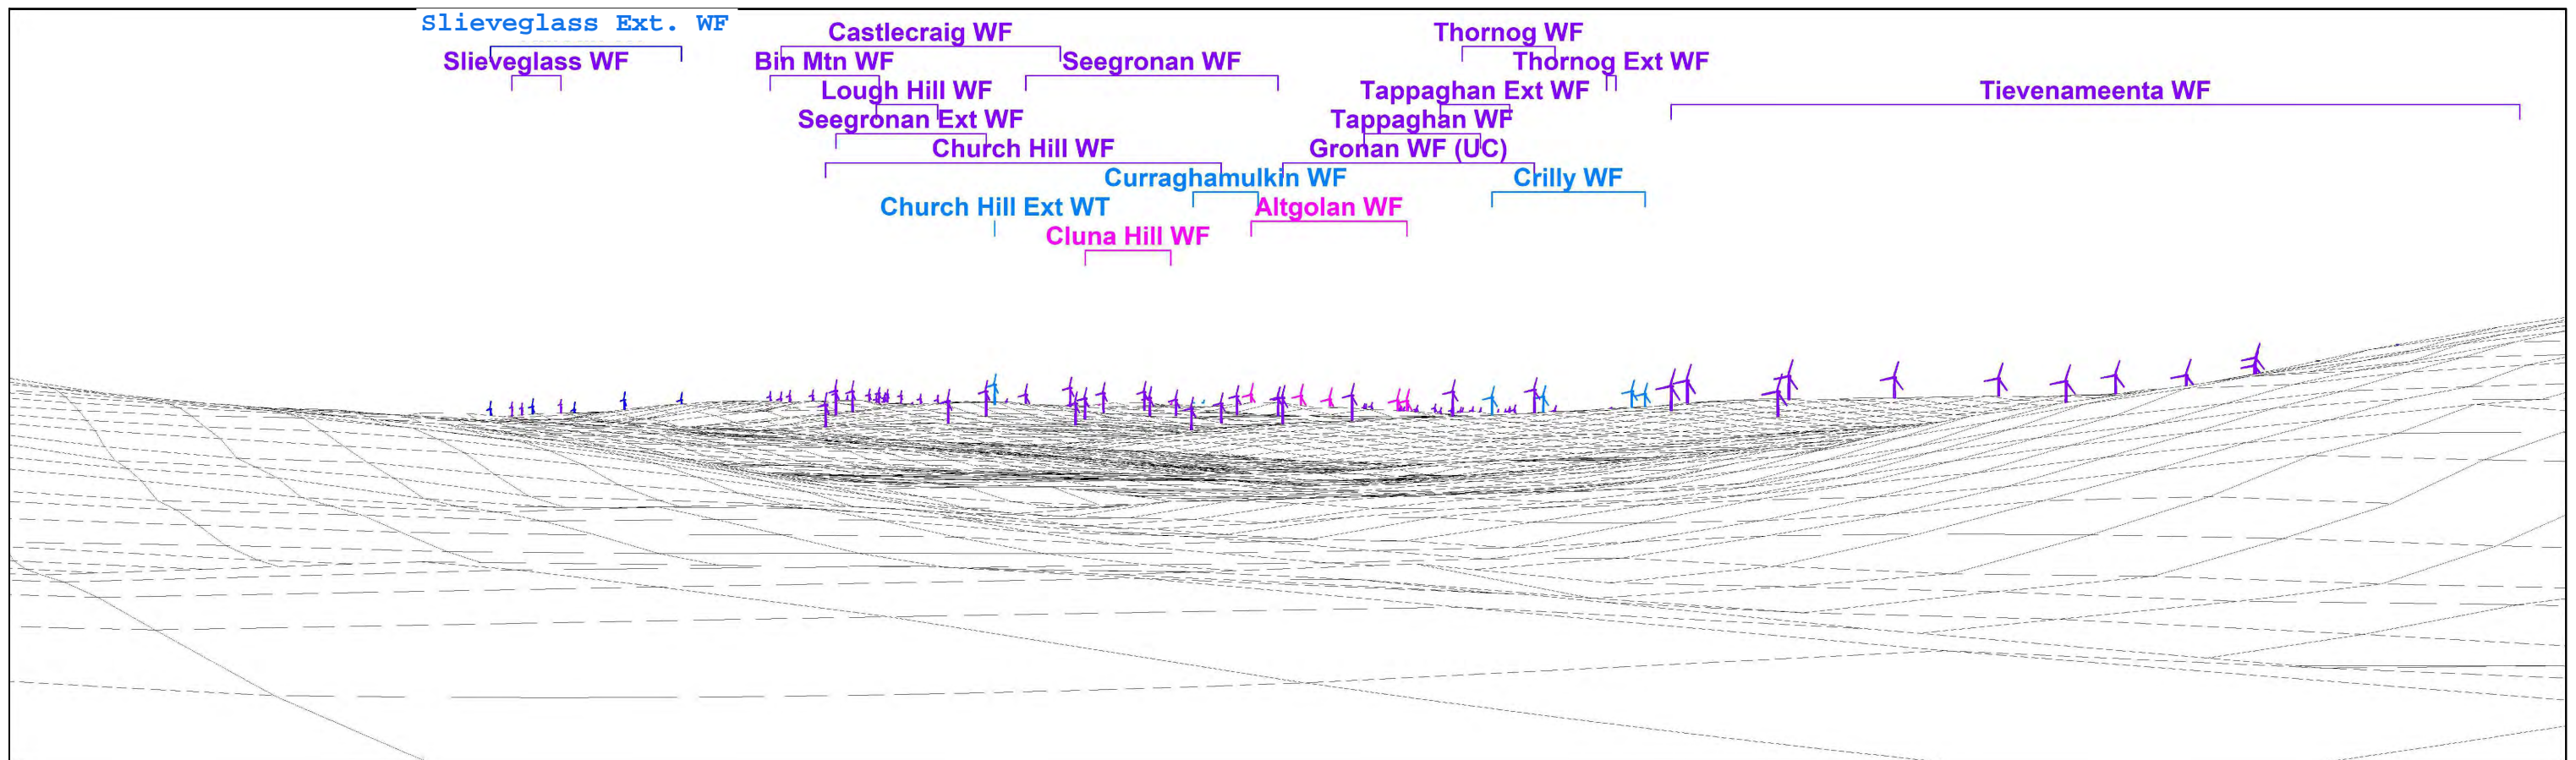 Slieveglass Ext. WF
Castlecraig WF
Thornog WF
Slieveglass WF
Bin Mtn WF
Seegronan WF
Thornog Ext WF
Lough Hill WF
Tappaghan Ext WF
Tievenameenta WF
Seegronan Ext WF
Tappaghan WF
Church Hill WF
Gronan WF (UC)
Curraghamulkin WF
Crilly WF
Church Hill Ext WT
Altgolan WF
Cluna Hill WF